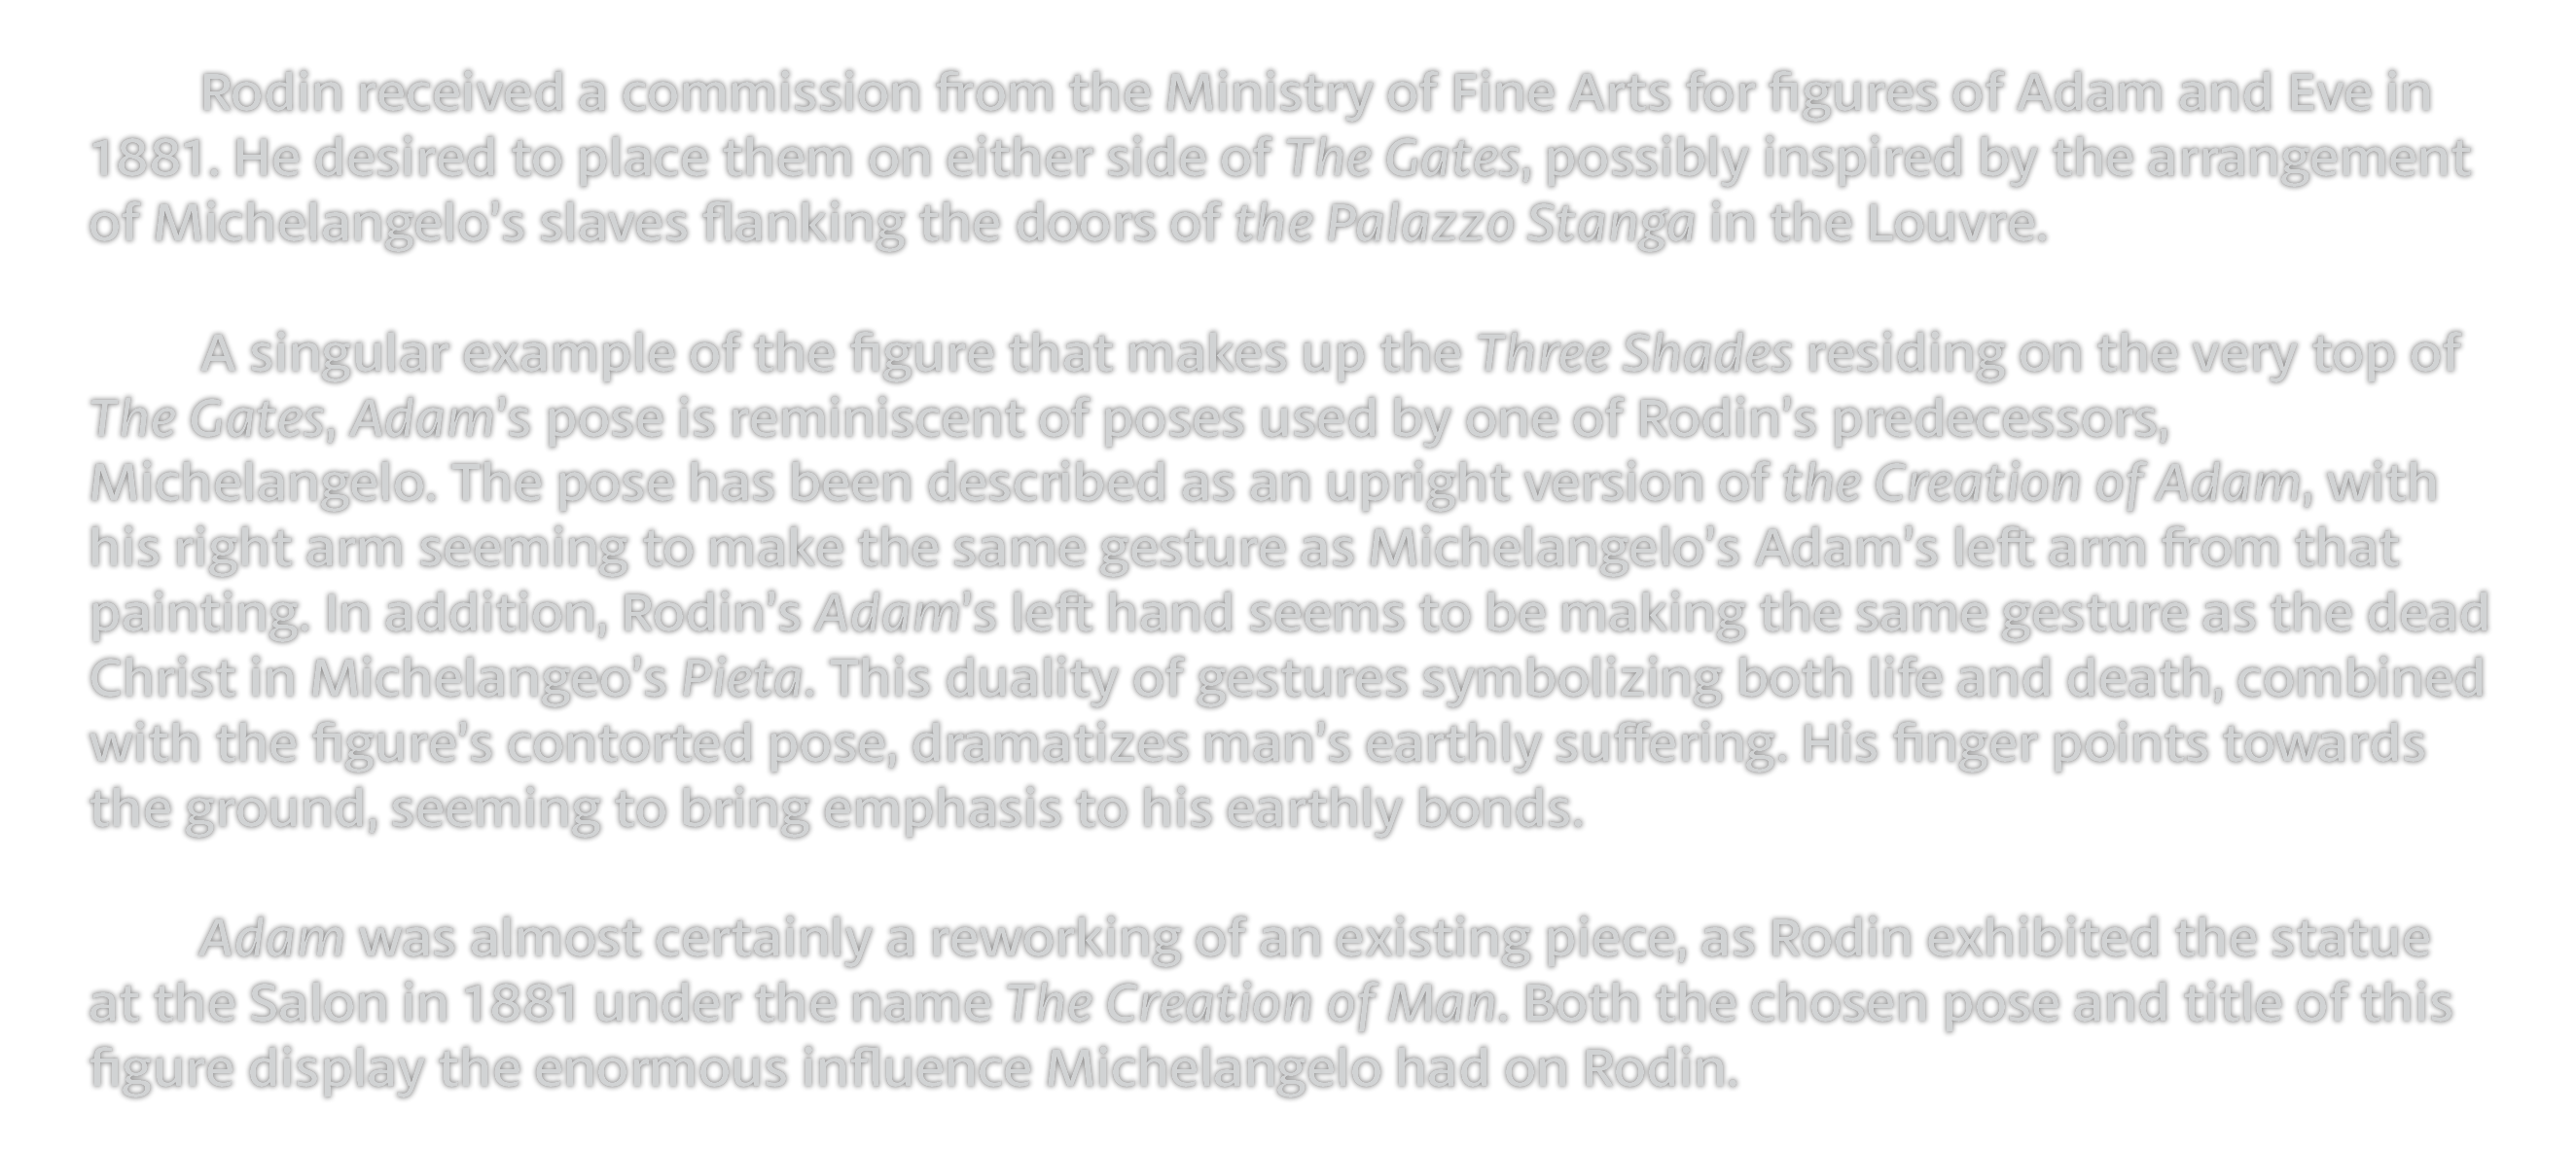 Rodin received a commission from the Ministry of Fine Arts for figures of Adam and Eve in
1881. He desired to place them on either side of The Gates, possibly inspired by the arrangement
of Michelangelo's slaves flanking the doors of the Palazzo Stanga in the Louvre.
A singular example of the figure that makes up the Three Shades residing on the very top of
The Gates, Adam's pose is reminiscent of poses used by one of Rodin's predecessors,
Michelangelo. The pose has been described as an upright version of the Creation of Adam, with
his right arm seeming to make the same gesture as Michelangelo's Adam's left arm from that
painting. In addition, Rodin's Adam's left hand seems to be making the same gesture as the dead
Christ in Michelangeo's Pieta. This duality of gestures symbolizing both life and death, combined
with the figure's contorted pose, dramatizes man's earthly suffering. His finger points towards
the ground, seeming to bring emphasis to his earthly bonds.
Adam was almost certainly a reworking of an existing piece, as Rodin exhibited the statue
at the Salon in 1881 under the name The Creation of Man. Both the chosen pose and title of this
figure display the enormous influence Michelangelo had on Rodin.